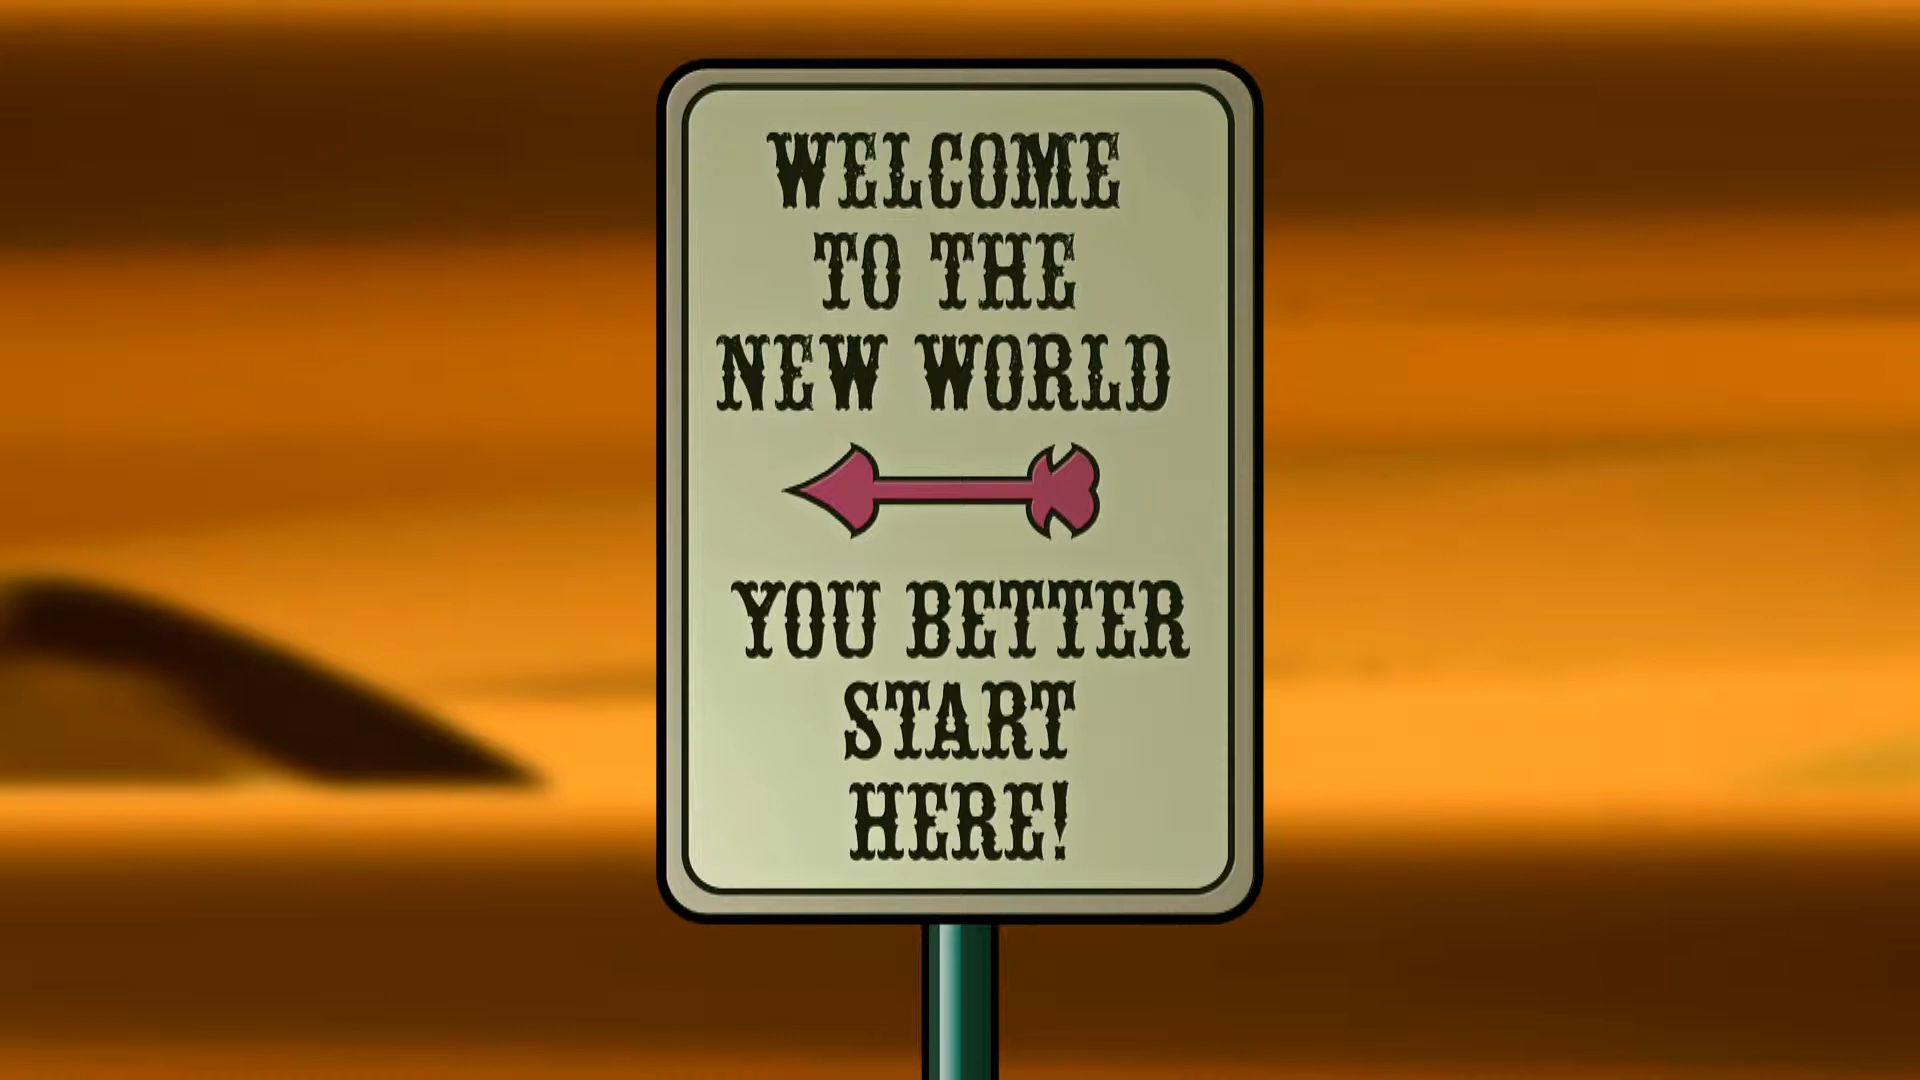 WELCOME
TO THE
NEW WORLD
YOU BETTER
START
HERE!